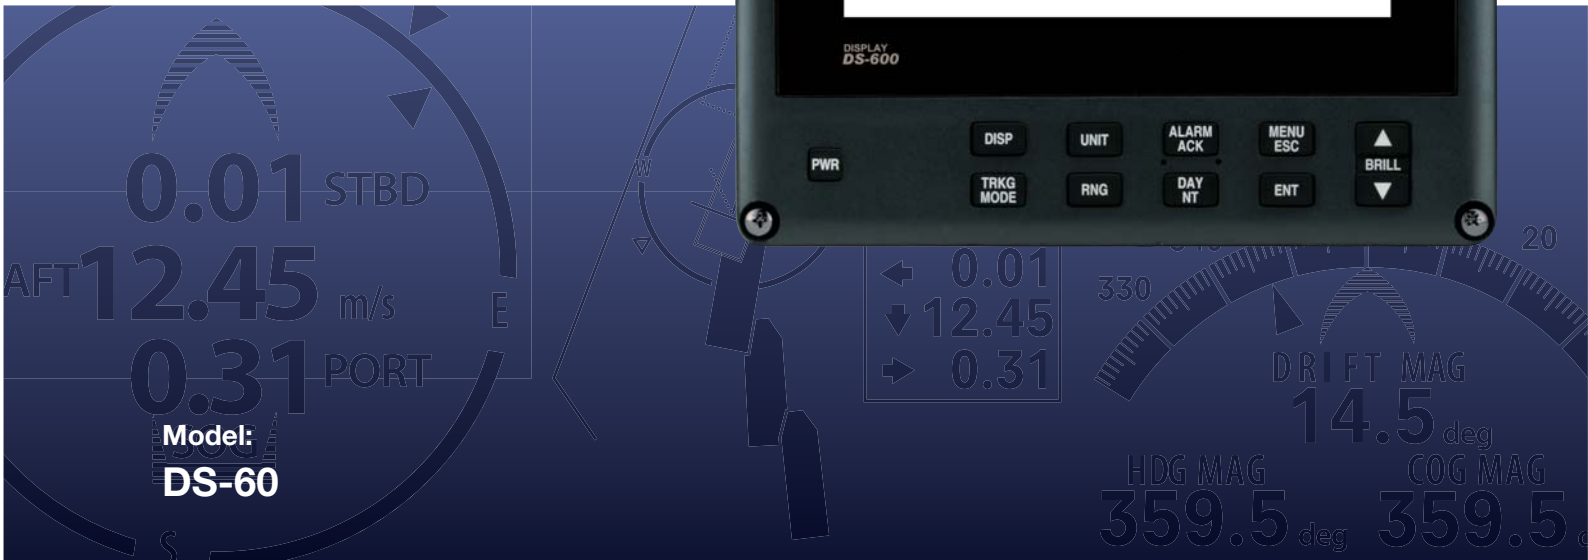 DISPLAY
DS-600
PWR
DISP
UNIT
ALARM
ACK
MENU
ESC
BRILL
TRKG
MODE
RNG
DAY
NT
ENT
0.01 STBD
AFT 12.45 m/s
0.31 PORT
SOG
E
S
W
0.01
12.45
0.31
330
20
DRIFT MAG
14.5 deg
HDG MAG
359.5 deg
COG MAG
359.5
Model:
DS-60